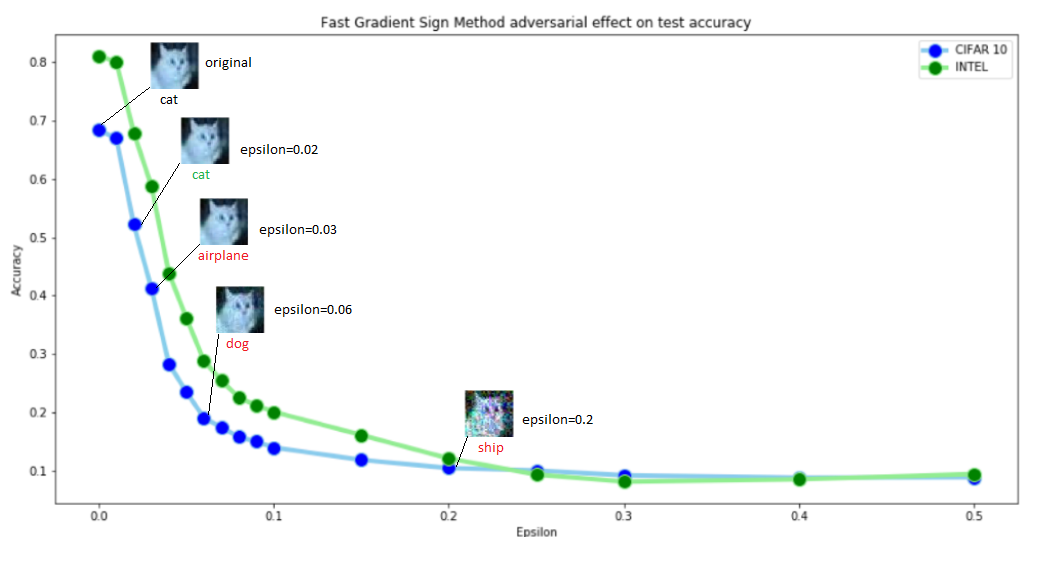 Fast Gradient Sign Method adversarial effect on test accuracy
CIFAR 10
INTEL
original
cat
epsilon=0.02
cat
epsilon=0.03
airplane
epsilon=0.06
dog
epsilon=0.2
ship
Accuracy
0.8
0.7
0.6
0.5
0.4
0.3
0.2
0.1
0.0 0.1 0.2 0.3 0.4 0.5
Epsilon